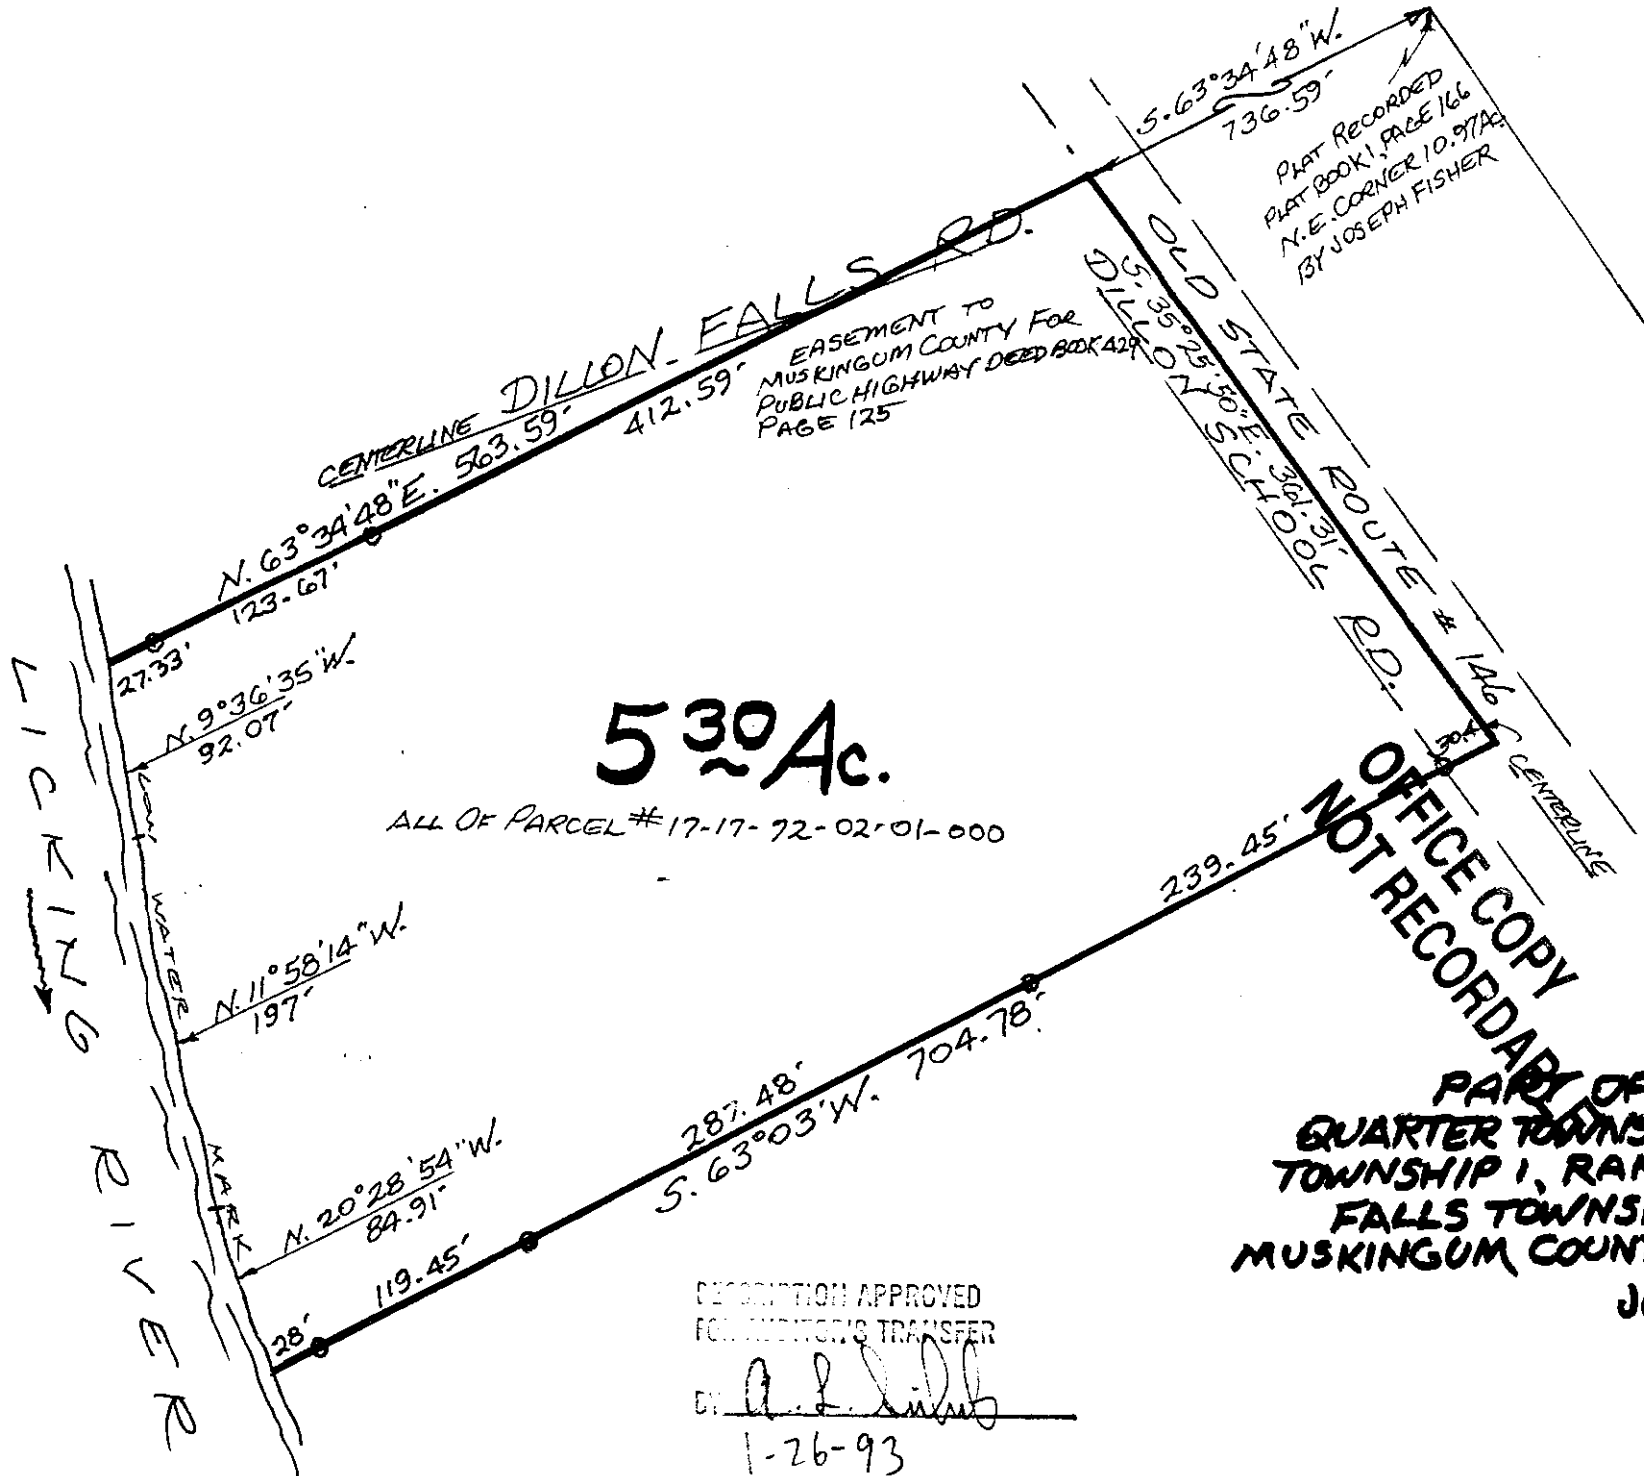 S. 63°34'48"W.
736.59'
PLAT RECORDED
PLAT BOOK 1, PAGE 166
N.E. CORNER 10.97Ac
BY JOSEPH FISHER
CENTERLINE DILLON FALLS RD.
N. 63°34'48"E. 563.59'
412.59'
123.67'
27.33'
EASEMENT TO
MUSKINGUM COUNTY FOR
PUBLIC HIGHWAY DEED BOOK 429
PAGE 125
OLD STATE ROUTE # 146
S. 35°25'50"E. 361.31'
DILLON SCHOOL RD.
CENTERLINE
30.4'
N. 9°36'35"W.
92.07'
5 30 Ac.
ALL OF PARCEL # 17-17-72-02-01-000
LOW WATER MARK
LICKING RIVER
N. 11°58'14"W.
197'
N. 20°28'54"W.
84.91'
239.45'
287.48'
S. 63°03'W. 704.78'
119.45'
28'
OFFICE COPY
NOT RECORDABLE
PART OF
QUARTER TOWNS
TOWNSHIP 1, RAN
FALLS TOWNS
MUSKINGUM COUNT
DESCRIPTION APPROVED
FOR AUDITOR'S TRANSFER
BY
1-26-93